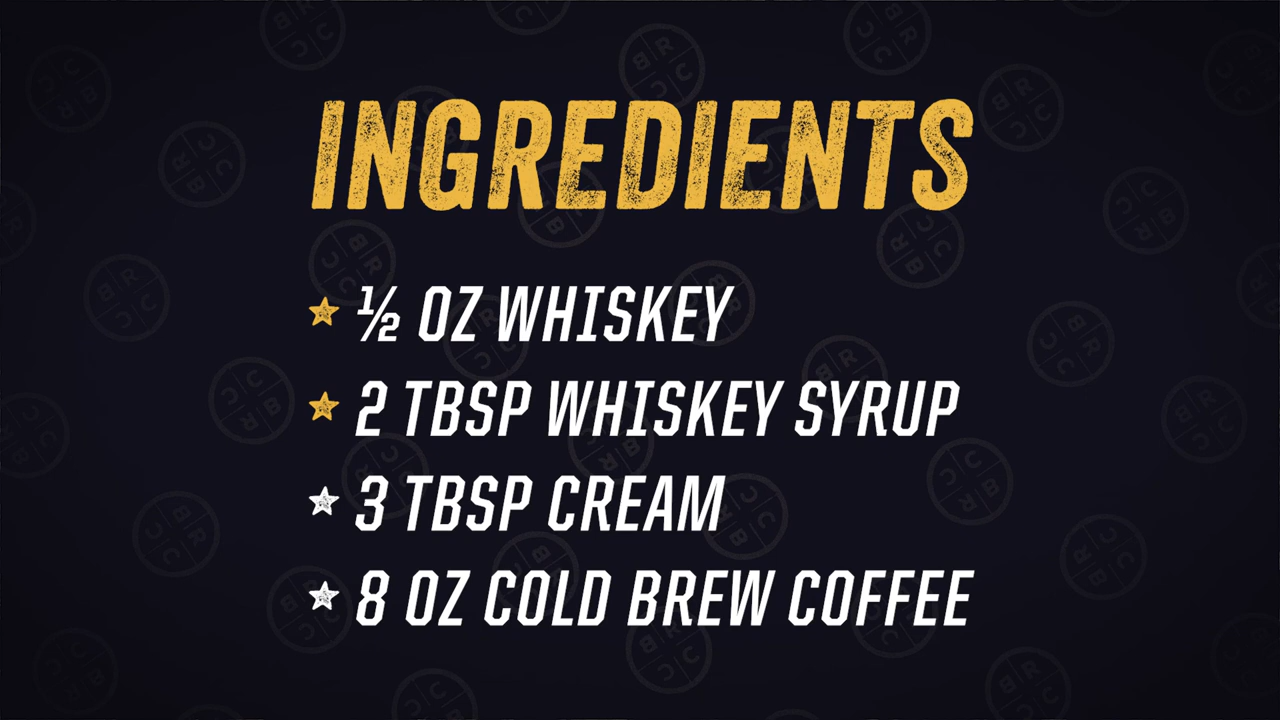 INGREDIENTS
½ OZ WHISKEY
2 TBSP WHISKEY SYRUP
3 TBSP CREAM
8 OZ COLD BREW COFFEE